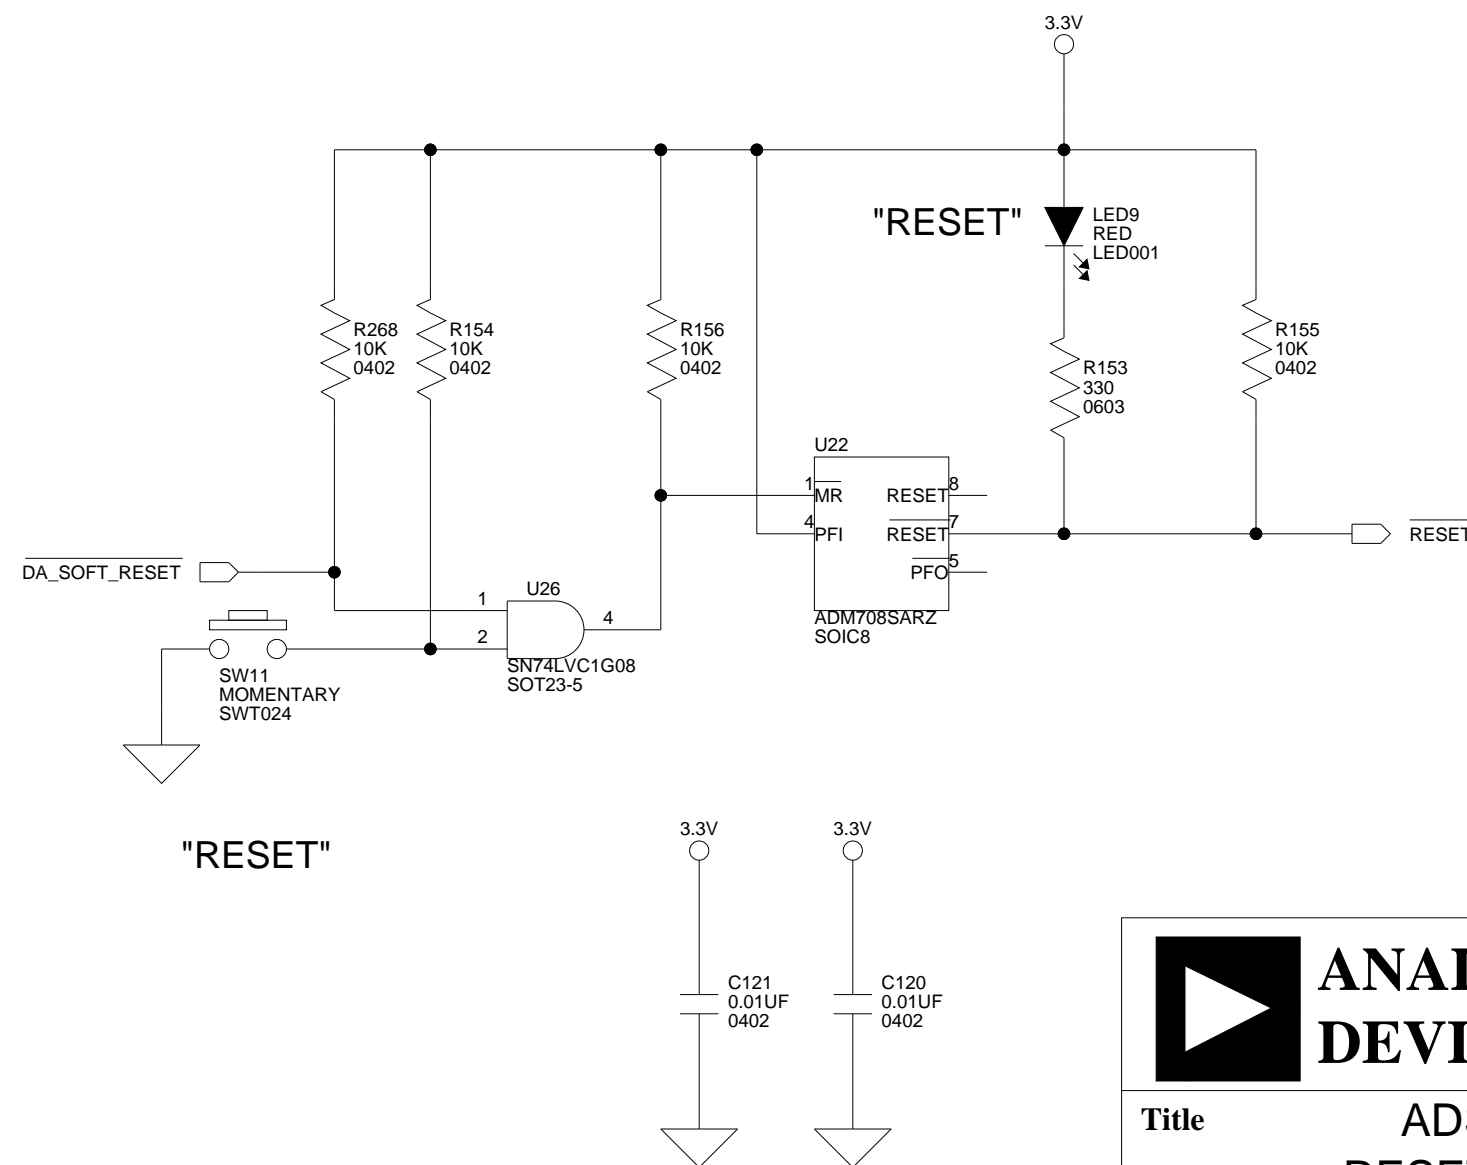 3.3V
"RESET"
LED9
RED
LED001
R268
10K
0402
R154
10K
0402
R156
10K
0402
R153
330
0603
R155
10K
0402
U22
1
MR
RESET
8
4
PFI
RESET
7
PFO
5
RESET
ADM708SARZ
SOIC8
DA_SOFT_RESET
U26
1
2
4
SN74LVC1G08
SOT23-5
SW11
MOMENTARY
SWT024
"RESET"
3.3V
3.3V
C121
0.01UF
0402
C120
0.01UF
0402
Title